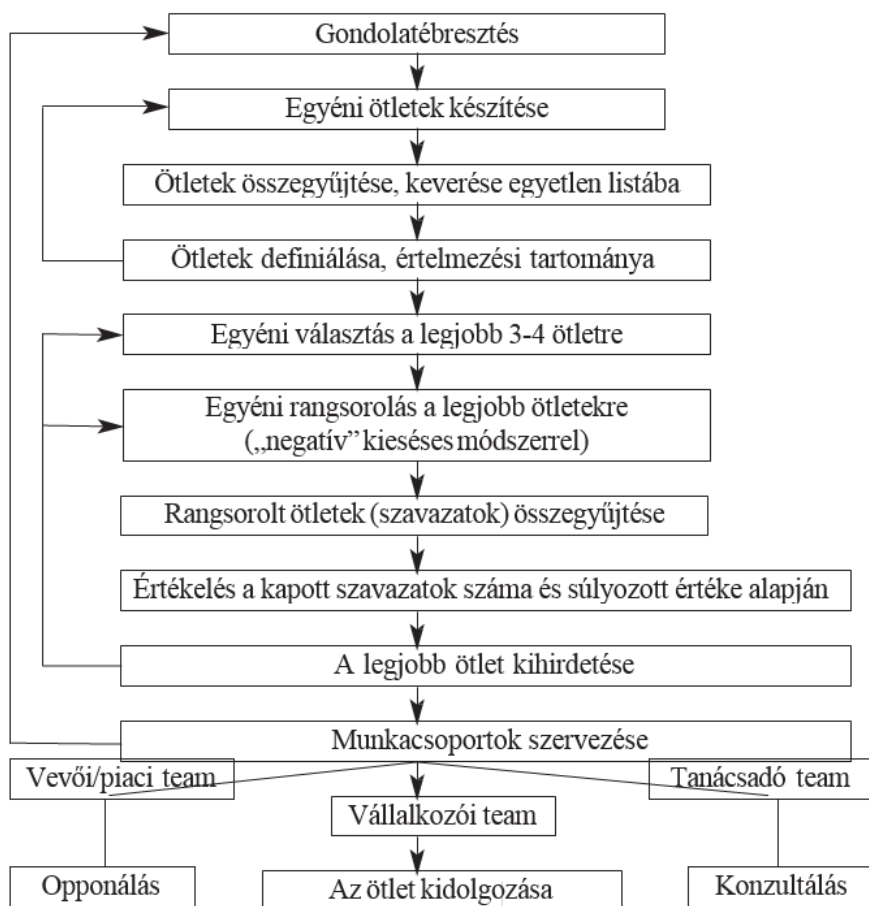 Gondolatébresztés
Egyéni ötletek készítése
Ötletek összegyűjtése, keverése egyetlen listába
Ötletek definiálása, értelmezési tartománya
Egyéni választás a legjobb 3-4 ötletre
Egyéni rangsorolás a legjobb ötletekre
(„negatív” kieséses módszerrel)
Rangsorolt ötletek (szavazatok) összegyűjtése
Értékelés a kapott szavazatok száma és súlyozott értéke alapján
A legjobb ötlet kihirdetése
Munkacsoportok szervezése
Vevői/piaci team
Tanácsadó team
Vállalkozói team
Opponálás
Az ötlet kidolgozása
Konzultálás